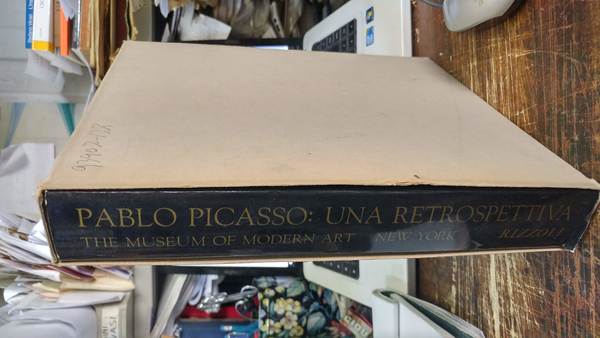 PABLO PICASSO: UNA RETROSPETTIVA
THE MUSEUM OF MODERN ART NEW YORK RIZZOLI